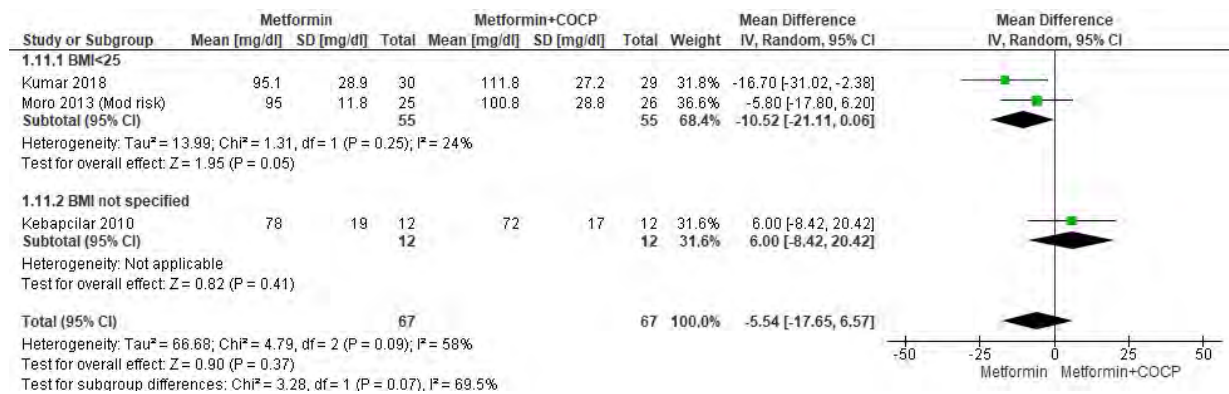 Metformin Metformin+COCP Mean Difference Mean Difference
Study or Subgroup Mean [mg/dl] SD [mg/dl] Total Mean [mg/dl] SD [mg/dl] Total Weight IV, Random, 95% CI IV, Random, 95% CI
1.11.1 BMI<25
Kumar 2018 95.1 28.9 30 111.8 27.2 29 31.8% -16.70 [-31.02, -2.38]
Moro 2013 (Mod risk) 95 11.8 25 100.8 28.8 26 36.6% -5.80 [-17.80, 6.20]
Subtotal (95% CI) 55 55 68.4% -10.52 [-21.11, 0.06]
Heterogeneity: Tau² = 13.99; Chi² = 1.31, df = 1 (P = 0.25); I² = 24%
Test for overall effect: Z = 1.95 (P = 0.05)
1.11.2 BMI not specified
Kebapcilar 2010 78 19 12 72 17 12 31.6% 6.00 [-8.42, 20.42]
Subtotal (95% CI) 12 12 31.6% 6.00 [-8.42, 20.42]
Heterogeneity: Not applicable
Test for overall effect: Z = 0.82 (P = 0.41)
Total (95% CI) 67 67 100.0% -5.54 [-17.65, 6.57]
Heterogeneity: Tau² = 66.68; Chi² = 4.79, df = 2 (P = 0.09); I² = 58%
Test for overall effect: Z = 0.90 (P = 0.37)
Test for subgroup differences: Chi² = 3.28, df = 1 (P = 0.07), I² = 69.5%
-50 -25 0 25 50
Metformin Metformin+COCP